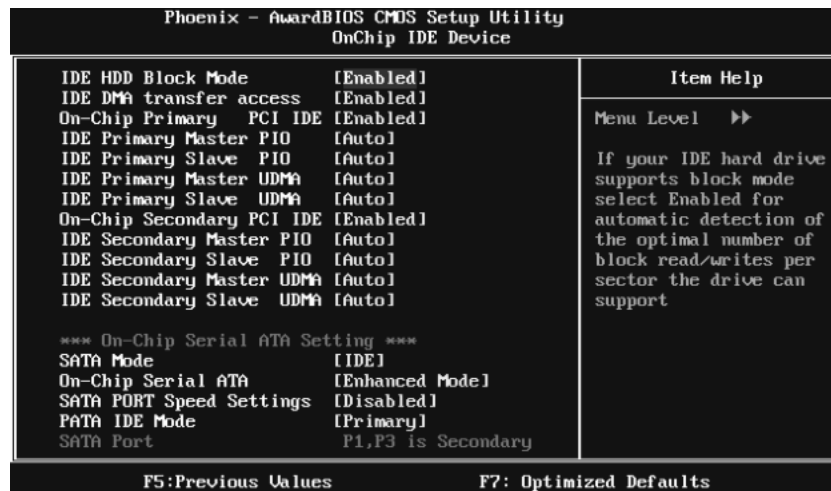 Phoenix - AwardBIOS CMOS Setup Utility
OnChip IDE Device
IDE HDD Block Mode [Enabled]
IDE DMA transfer access [Enabled]
On-Chip Primary PCI IDE [Enabled]
IDE Primary Master PIO [Auto]
IDE Primary Slave PIO [Auto]
IDE Primary Master UDMA [Auto]
IDE Primary Slave UDMA [Auto]
On-Chip Secondary PCI IDE [Enabled]
IDE Secondary Master PIO [Auto]
IDE Secondary Slave PIO [Auto]
IDE Secondary Master UDMA [Auto]
IDE Secondary Slave UDMA [Auto]
*** On-Chip Serial ATA Setting ***
SATA Mode [IDE]
On-Chip Serial ATA [Enhanced Mode]
SATA PORT Speed Settings [Disabled]
PATA IDE Mode [Primary]
SATA Port P1,P3 is Secondary
Item Help
Menu Level ▶▶
If your IDE hard drive
supports block mode
select Enabled for
automatic detection of
the optimal number of
block read/writes per
sector the drive can
support
F5:Previous Values F7: Optimized Defaults